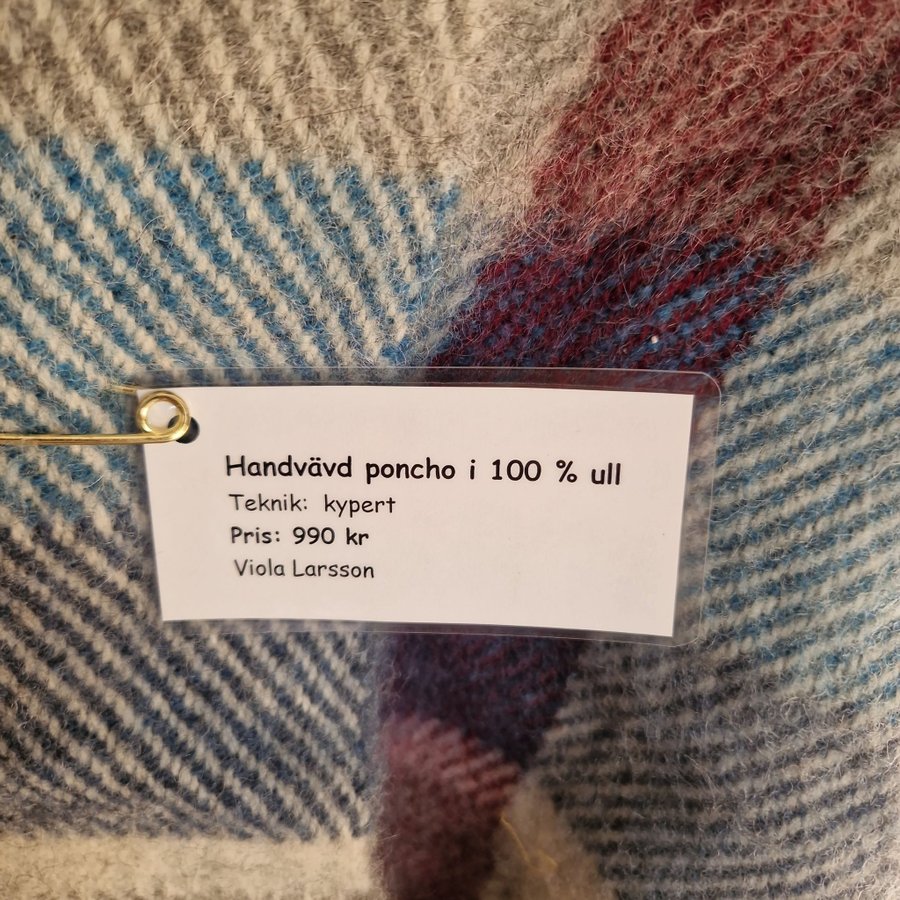 Handvävd poncho i 100 % ull
Teknik: kypert
Pris: 990 kr
Viola Larsson